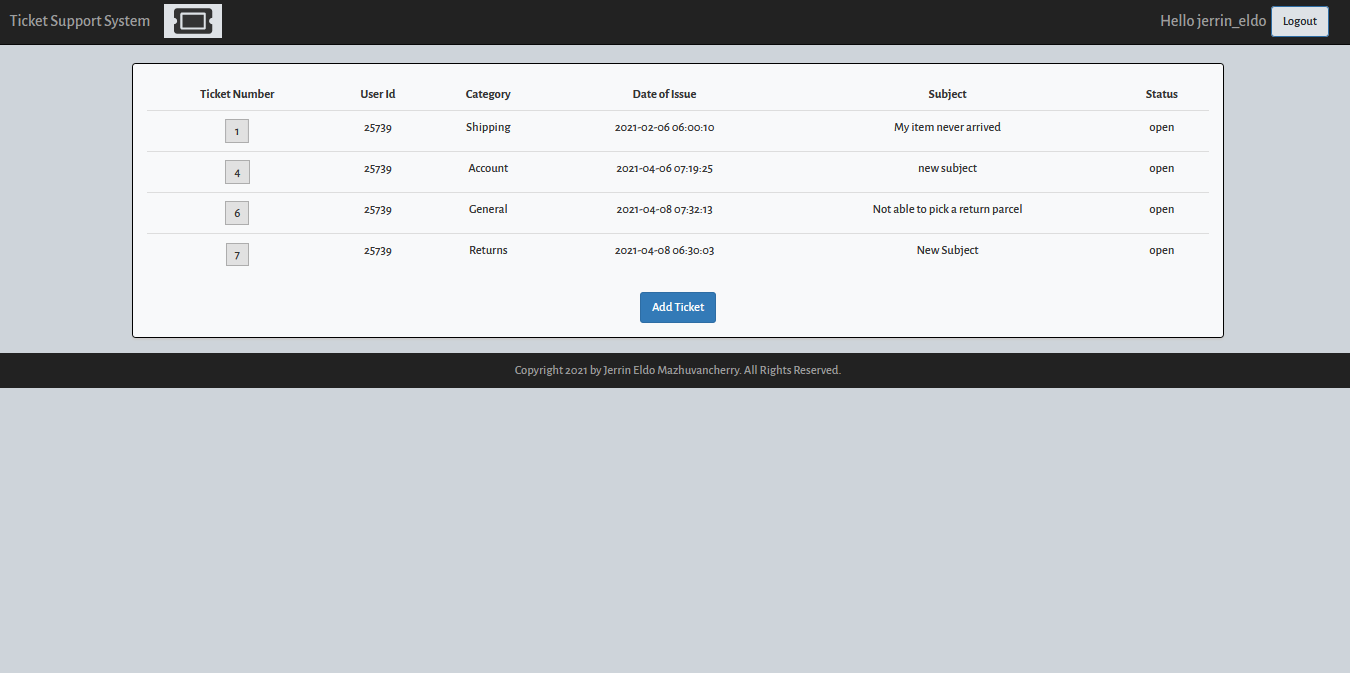 Ticket Support System
Hello jerrin_eldo Logout
Ticket Number User Id Category Date of Issue Subject Status
1 25739 Shipping 2021-02-06 06:00:10 My item never arrived open
4 25739 Account 2021-04-06 07:19:25 new subject open
6 25739 General 2021-04-08 07:32:13 Not able to pick a return parcel open
7 25739 Returns 2021-04-08 06:30:03 New Subject open
Add Ticket
Copyright 2021 by Jerrin Eldo Mazhuvancherry. All Rights Reserved.